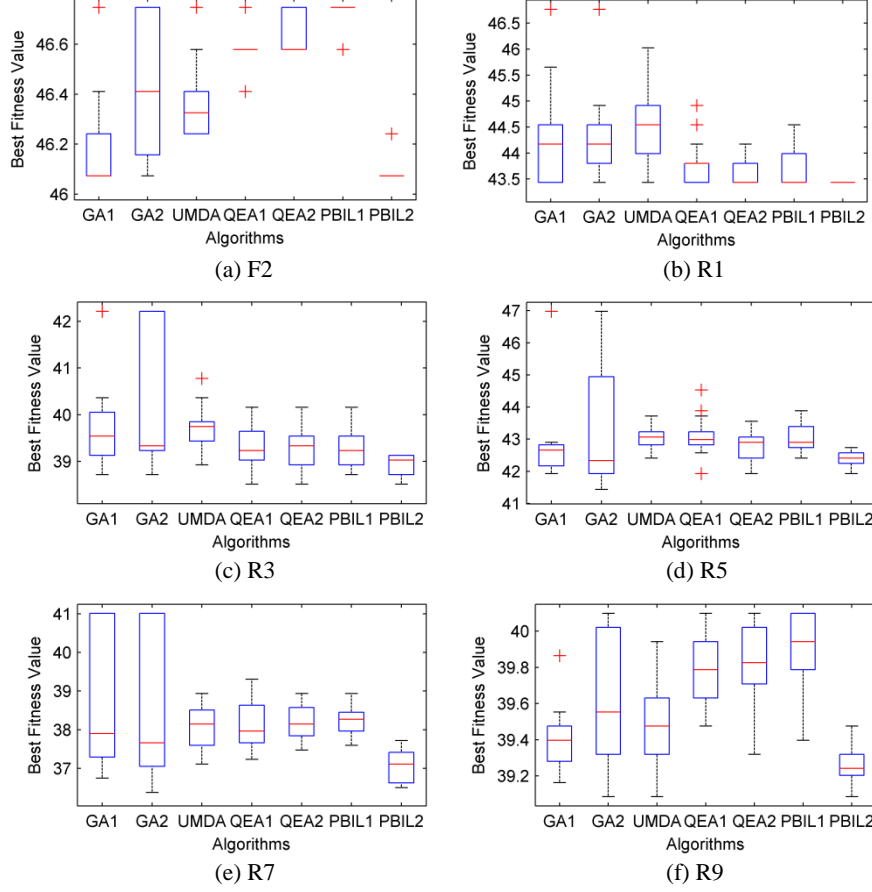 Best Fitness Value
46.6
46.4
46.2
46
GA1 GA2 UMDA QEA1 QEA2 PBIL1 PBIL2
Algorithms
(a) F2
Best Fitness Value
46.5
46
45.5
45
44.5
44
43.5
GA1 GA2 UMDA QEA1 QEA2 PBIL1 PBIL2
Algorithms
(b) R1
Best Fitness Value
42
41
40
39
GA1 GA2 UMDA QEA1 QEA2 PBIL1 PBIL2
Algorithms
(c) R3
Best Fitness Value
47
46
45
44
43
42
41
GA1 GA2 UMDA QEA1 QEA2 PBIL1 PBIL2
Algorithms
(d) R5
Best Fitness Value
41
40
39
38
37
GA1 GA2 UMDA QEA1 QEA2 PBIL1 PBIL2
Algorithms
(e) R7
Best Fitness Value
40
39.8
39.6
39.4
39.2
GA1 GA2 UMDA QEA1 QEA2 PBIL1 PBIL2
Algorithms
(f) R9